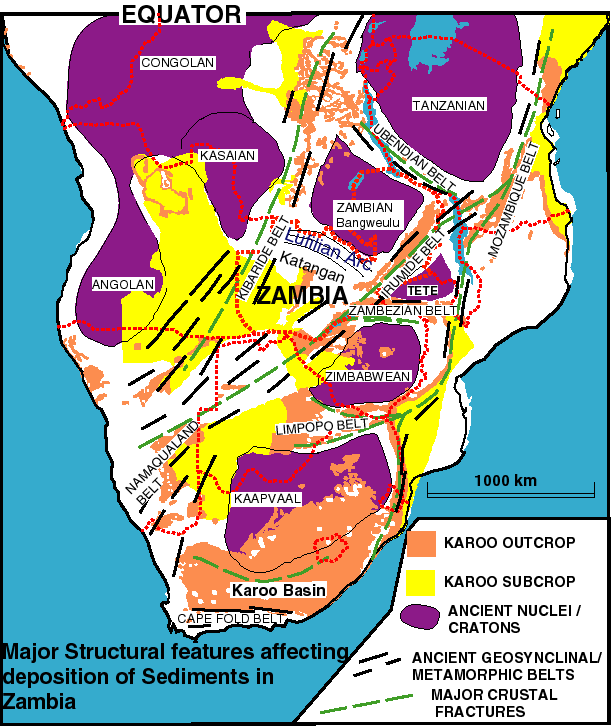 EQUATOR
CONGOLAN
TANZANIAN
KASAIAN
UBENDIAN BELT
MOZAMBIQUE BELT
ZAMBIAN
Bangweulu
Lufilian Arc
Katangan
KIBARIDE BELT
IRUMIDE BELT
ANGOLAN
ZAMBIA
TETE
ZAMBEZIAN BELT
ZIMBABWEAN
LIMPOPO BELT
NAMAQUALAND
BELT
KAAPVAAL
1000 km
Karoo Basin
CAPE FOLD BELT
KAROO OUTCROP
KAROO SUBCROP
ANCIENT NUCLEI /
CRATONS
ANCIENT GEOSYNCLINAL/
METAMORPHIC BELTS
MAJOR CRUSTAL
FRACTURES
Major Structural features affecting
deposition of Sediments in
Zambia